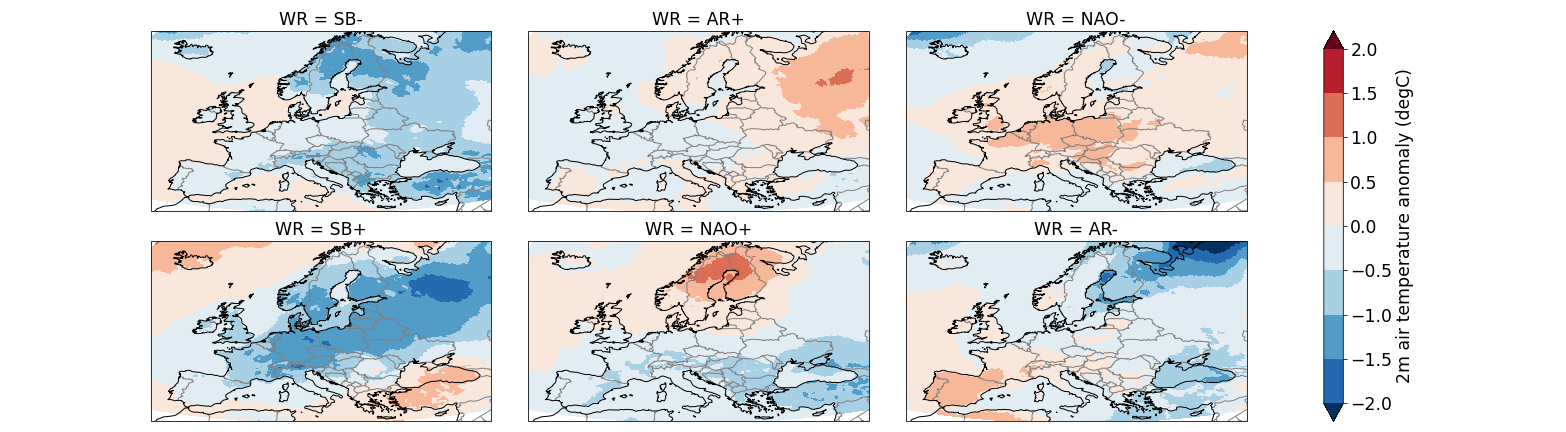 WR = SB-
WR = AR+
WR = NAO-
WR = SB+
WR = NAO+
WR = AR-
2.0
1.5
1.0
0.5
0.0
−0.5
−1.0
−1.5
−2.0
2m air temperature anomaly (degC)